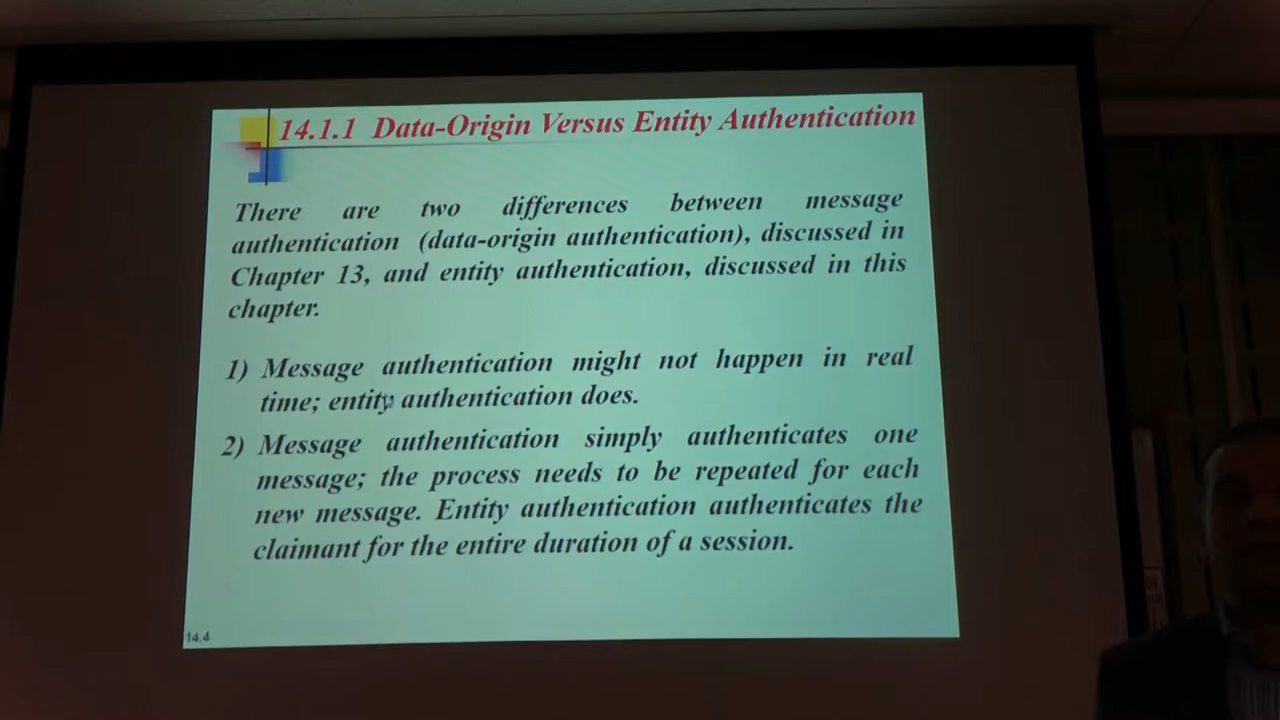 14.1.1 Data-Origin Versus Entity Authentication
There are two differences between message
authentication (data-origin authentication), discussed in
Chapter 13, and entity authentication, discussed in this
chapter.
1) Message authentication might not happen in real
time; entity authentication does.
2) Message authentication simply authenticates one
message; the process needs to be repeated for each
new message. Entity authentication authenticates the
claimant for the entire duration of a session.
14.4